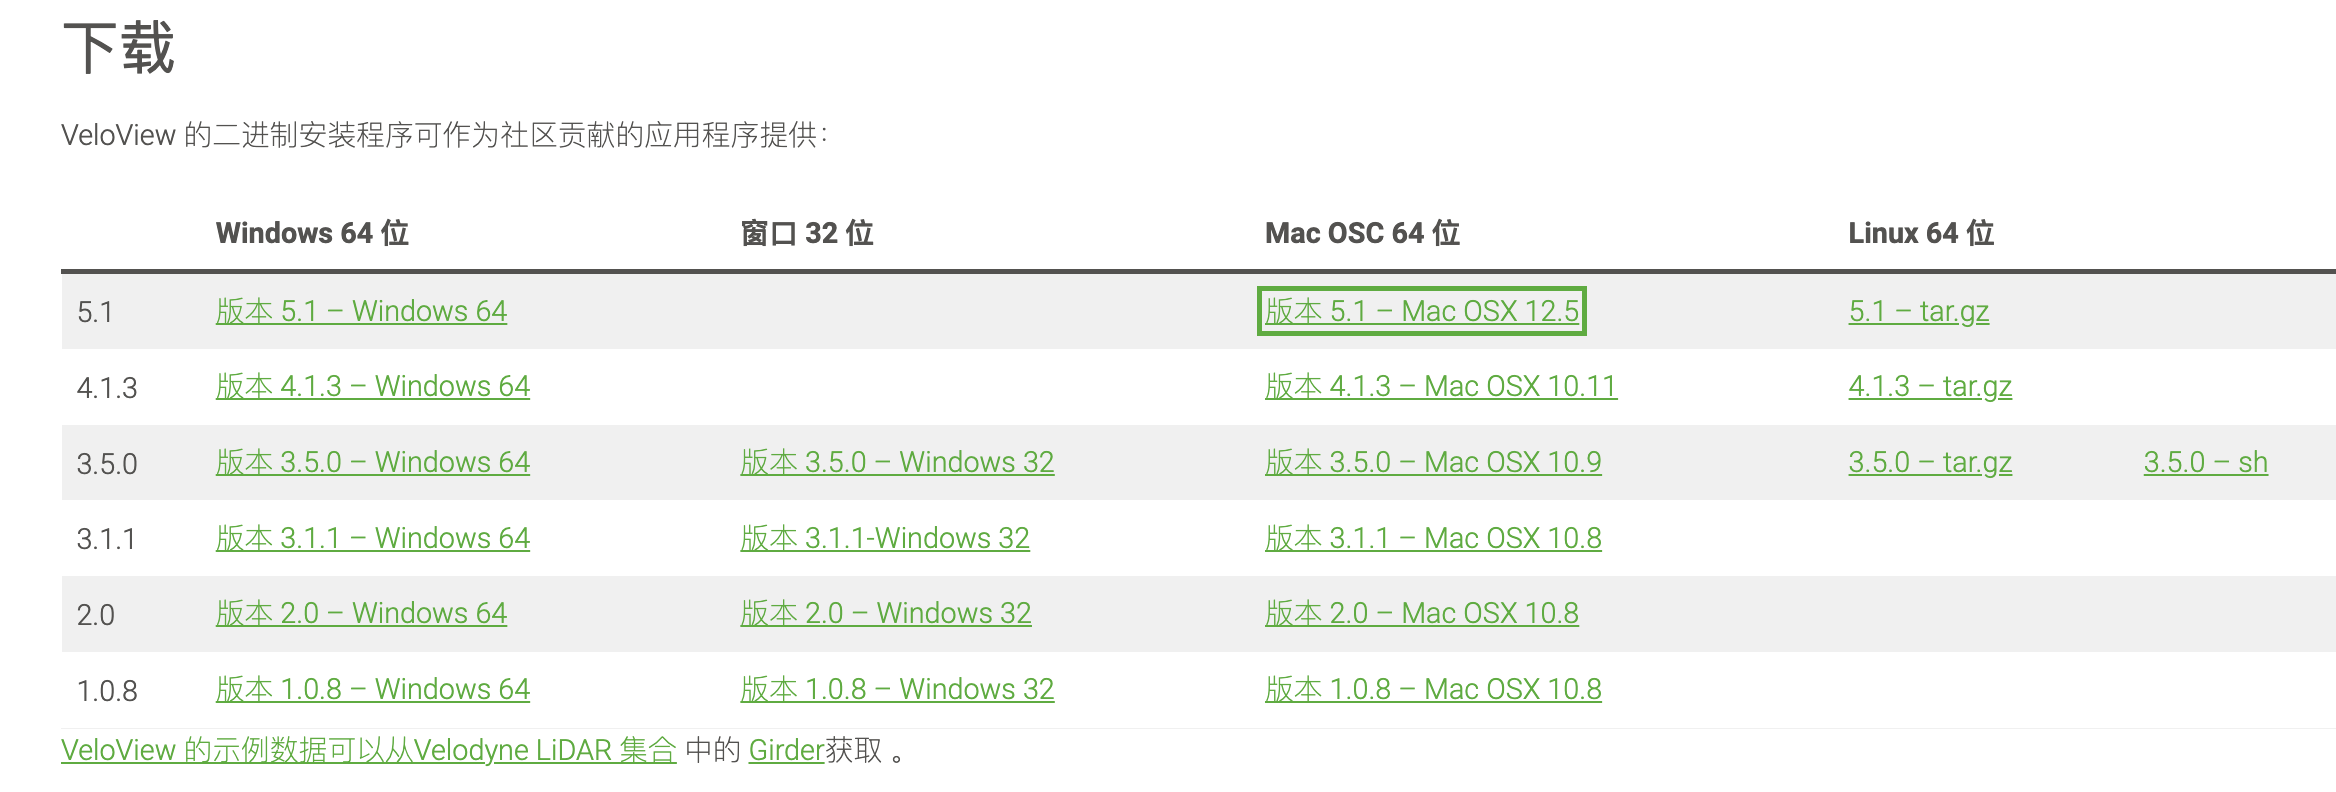 下载
VeloView 的二进制安装程序可作为社区贡献的应用程序提供：
Windows 64 位 窗口 32 位 Mac OSC 64 位 Linux 64 位
5.1 版本 5.1 – Windows 64 版本 5.1 – Mac OSX 12.5 5.1 – tar.gz
4.1.3 版本 4.1.3 – Windows 64 版本 4.1.3 – Mac OSX 10.11 4.1.3 – tar.gz
3.5.0 版本 3.5.0 – Windows 64 版本 3.5.0 – Windows 32 版本 3.5.0 – Mac OSX 10.9 3.5.0 – tar.gz 3.5.0 – sh
3.1.1 版本 3.1.1 – Windows 64 版本 3.1.1-Windows 32 版本 3.1.1 – Mac OSX 10.8
2.0 版本 2.0 – Windows 64 版本 2.0 – Windows 32 版本 2.0 – Mac OSX 10.8
1.0.8 版本 1.0.8 – Windows 64 版本 1.0.8 – Windows 32 版本 1.0.8 – Mac OSX 10.8
VeloView 的示例数据可以从Velodyne LiDAR 集合 中的 Girder获取 。